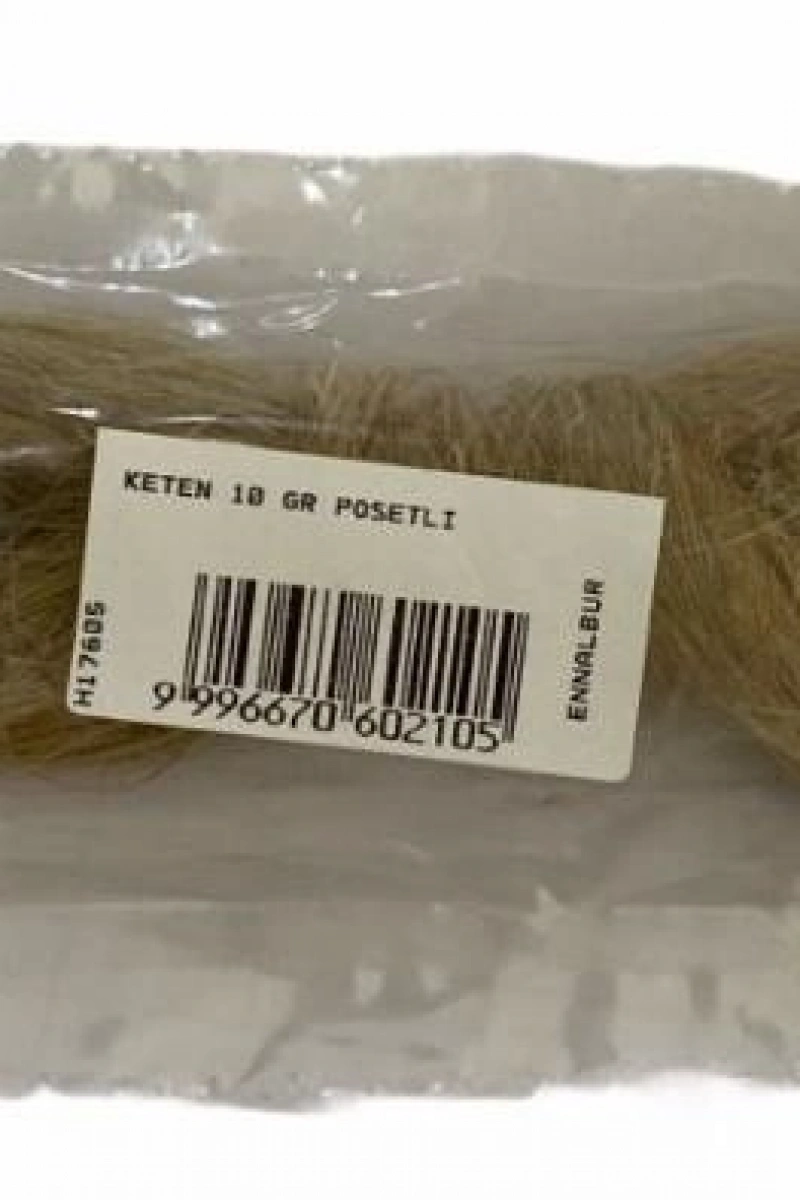 KETEN 10 GR POSETLI
H17605
9 996670 602105
ENNALBUR